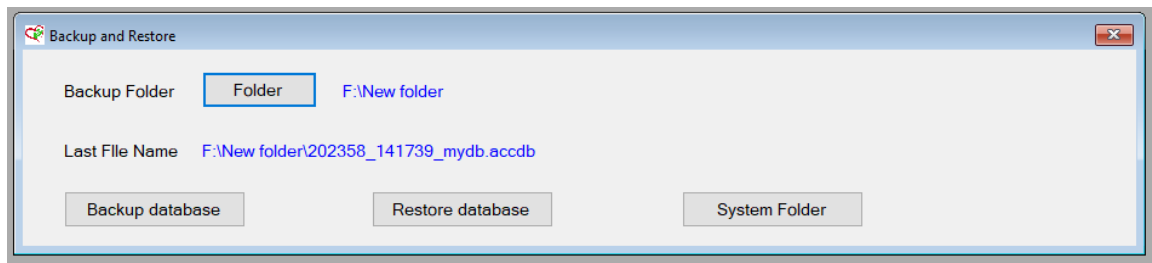 Backup and Restore
Backup Folder Folder F:\New folder
Last FIle Name F:\New folder\202358_141739_mydb.accdb
Backup database Restore database System Folder